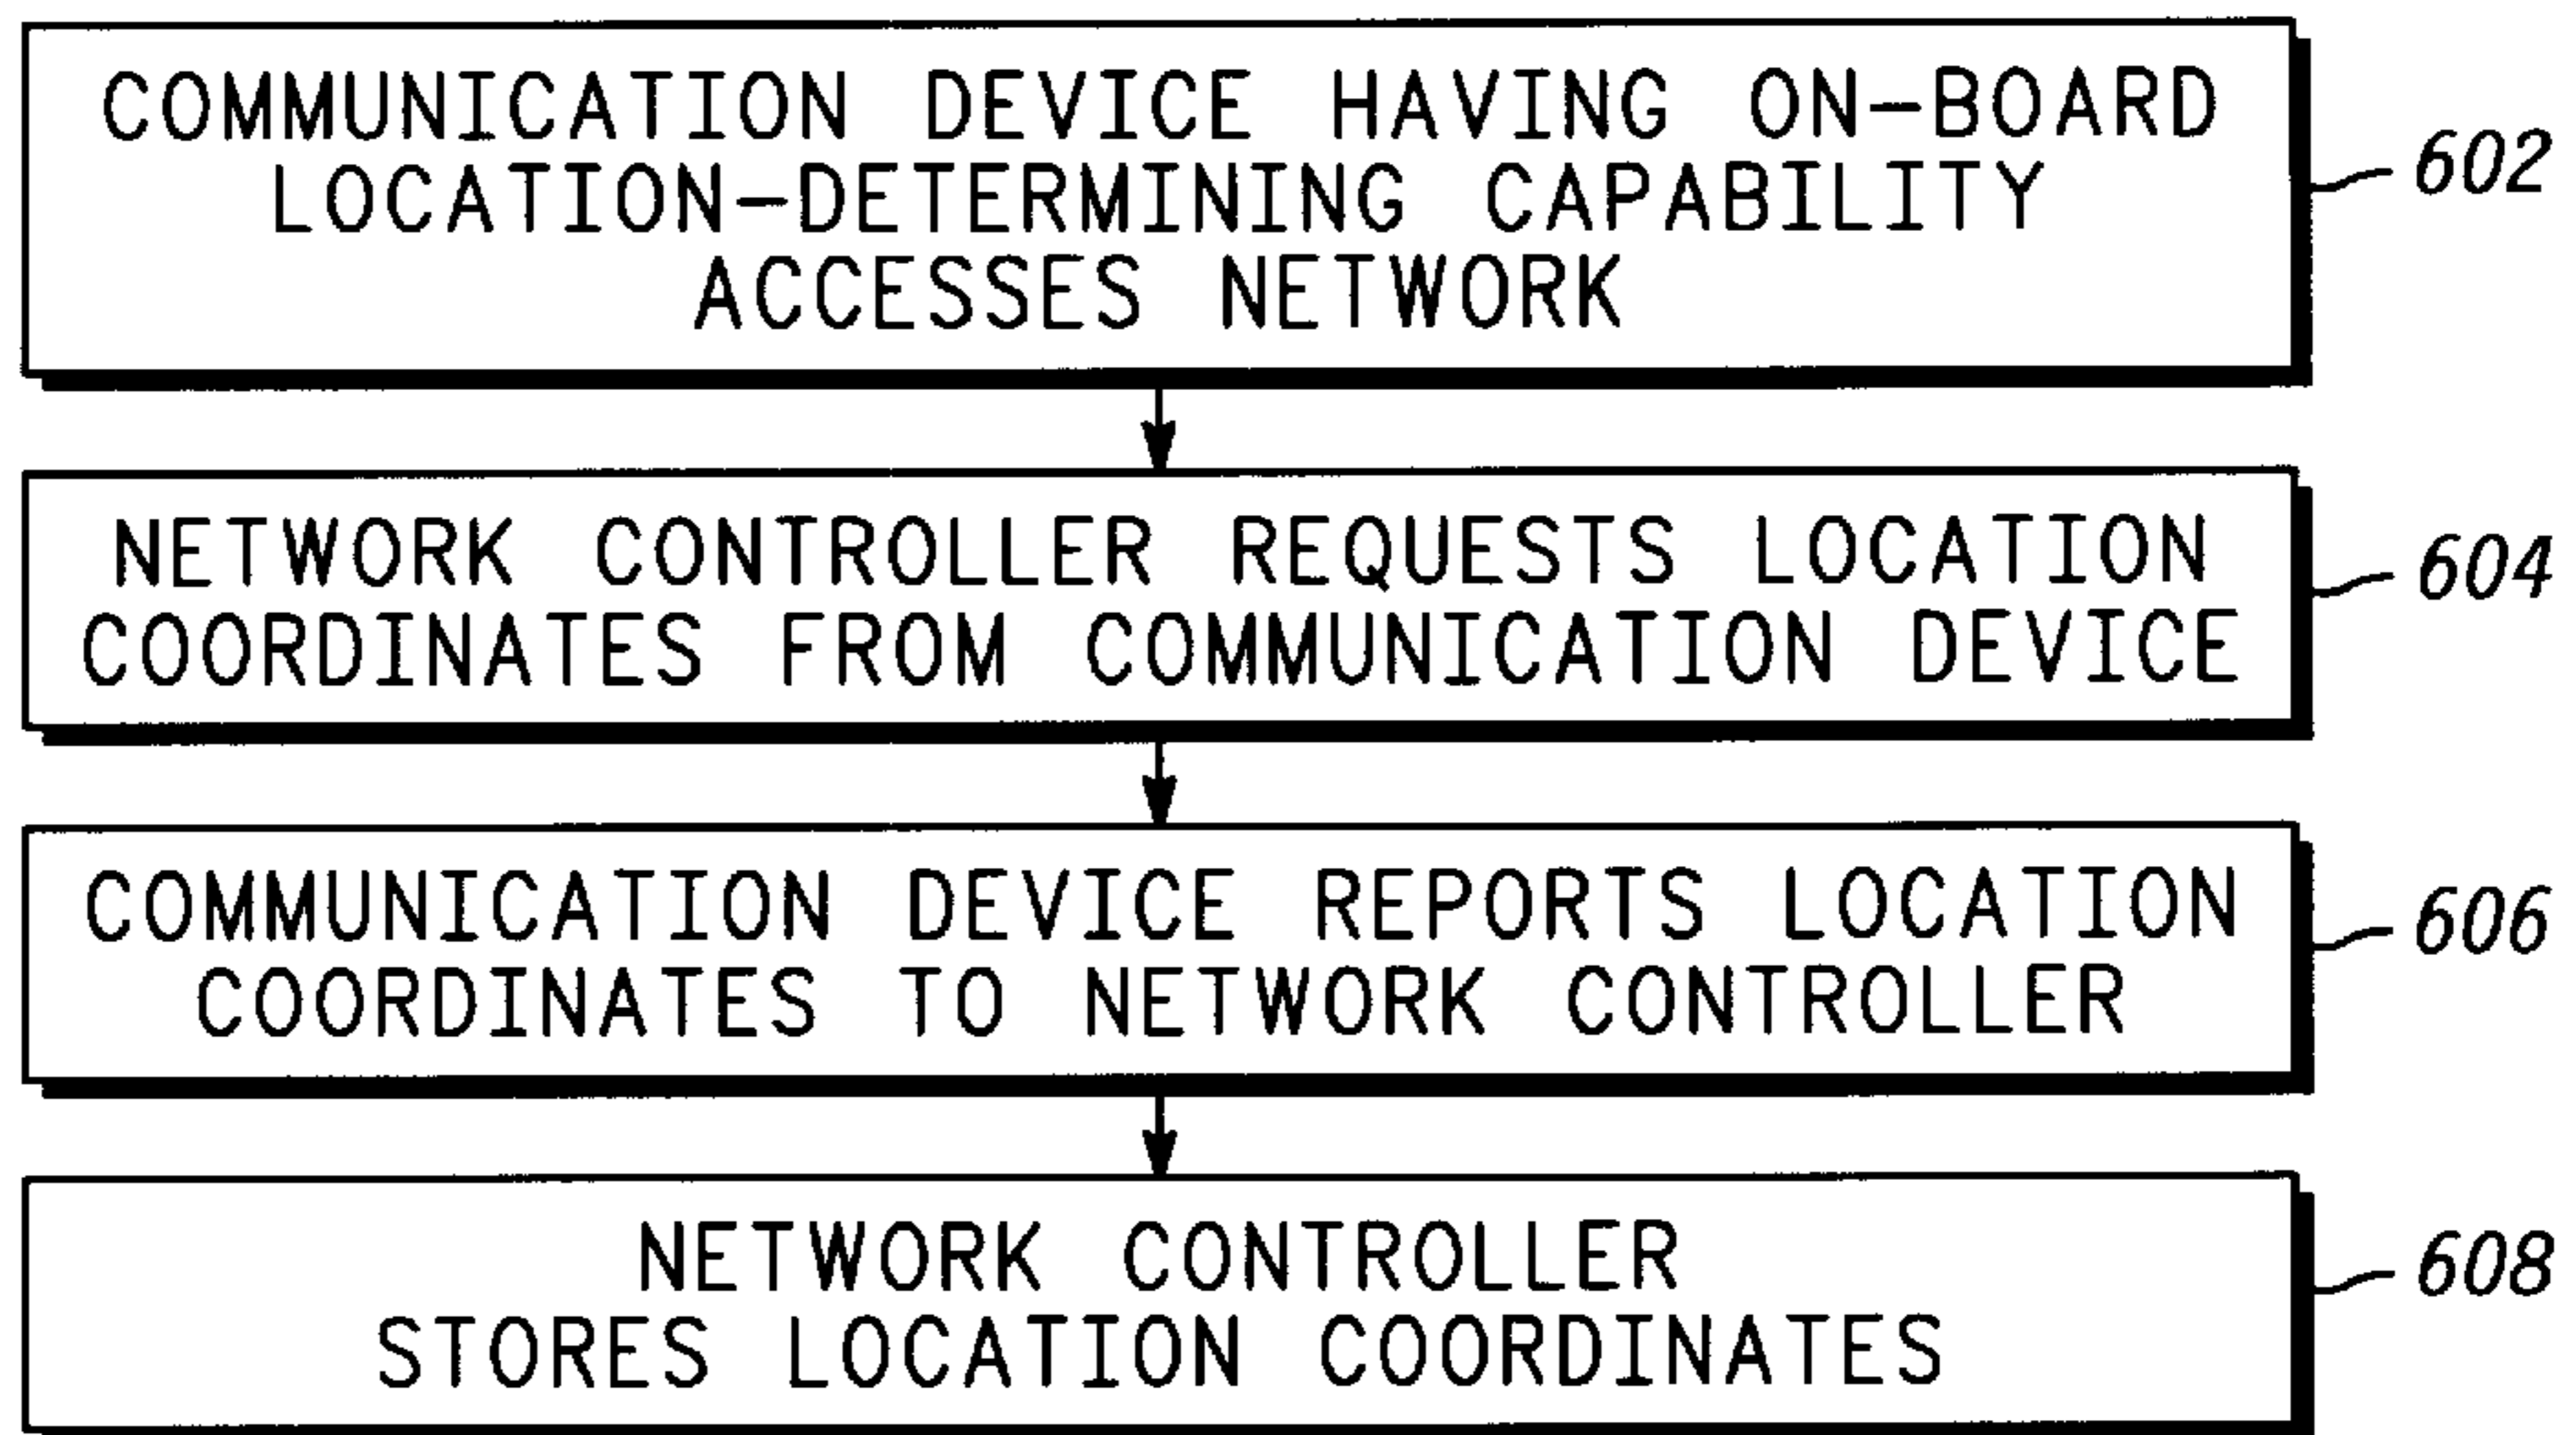 COMMUNICATION DEVICE HAVING ON-BOARD
LOCATION-DETERMINING CAPABILITY
ACCESSES NETWORK
602
NETWORK CONTROLLER REQUESTS LOCATION
COORDINATES FROM COMMUNICATION DEVICE
604
COMMUNICATION DEVICE REPORTS LOCATION
COORDINATES TO NETWORK CONTROLLER
606
NETWORK CONTROLLER
STORES LOCATION COORDINATES
608